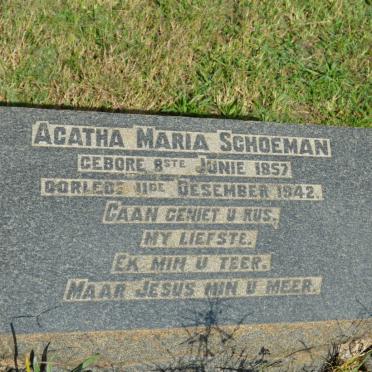 AGATHA MARIA SCHOEMAN
GEBORE 8STE JUNIE 1857
OORLEDE 11DE DESEMBER 1942.
GAAN GENIET U RUS,
MY LIEFSTE.
EK MIN U TEER.
MAAR JESUS MIN U MEER.